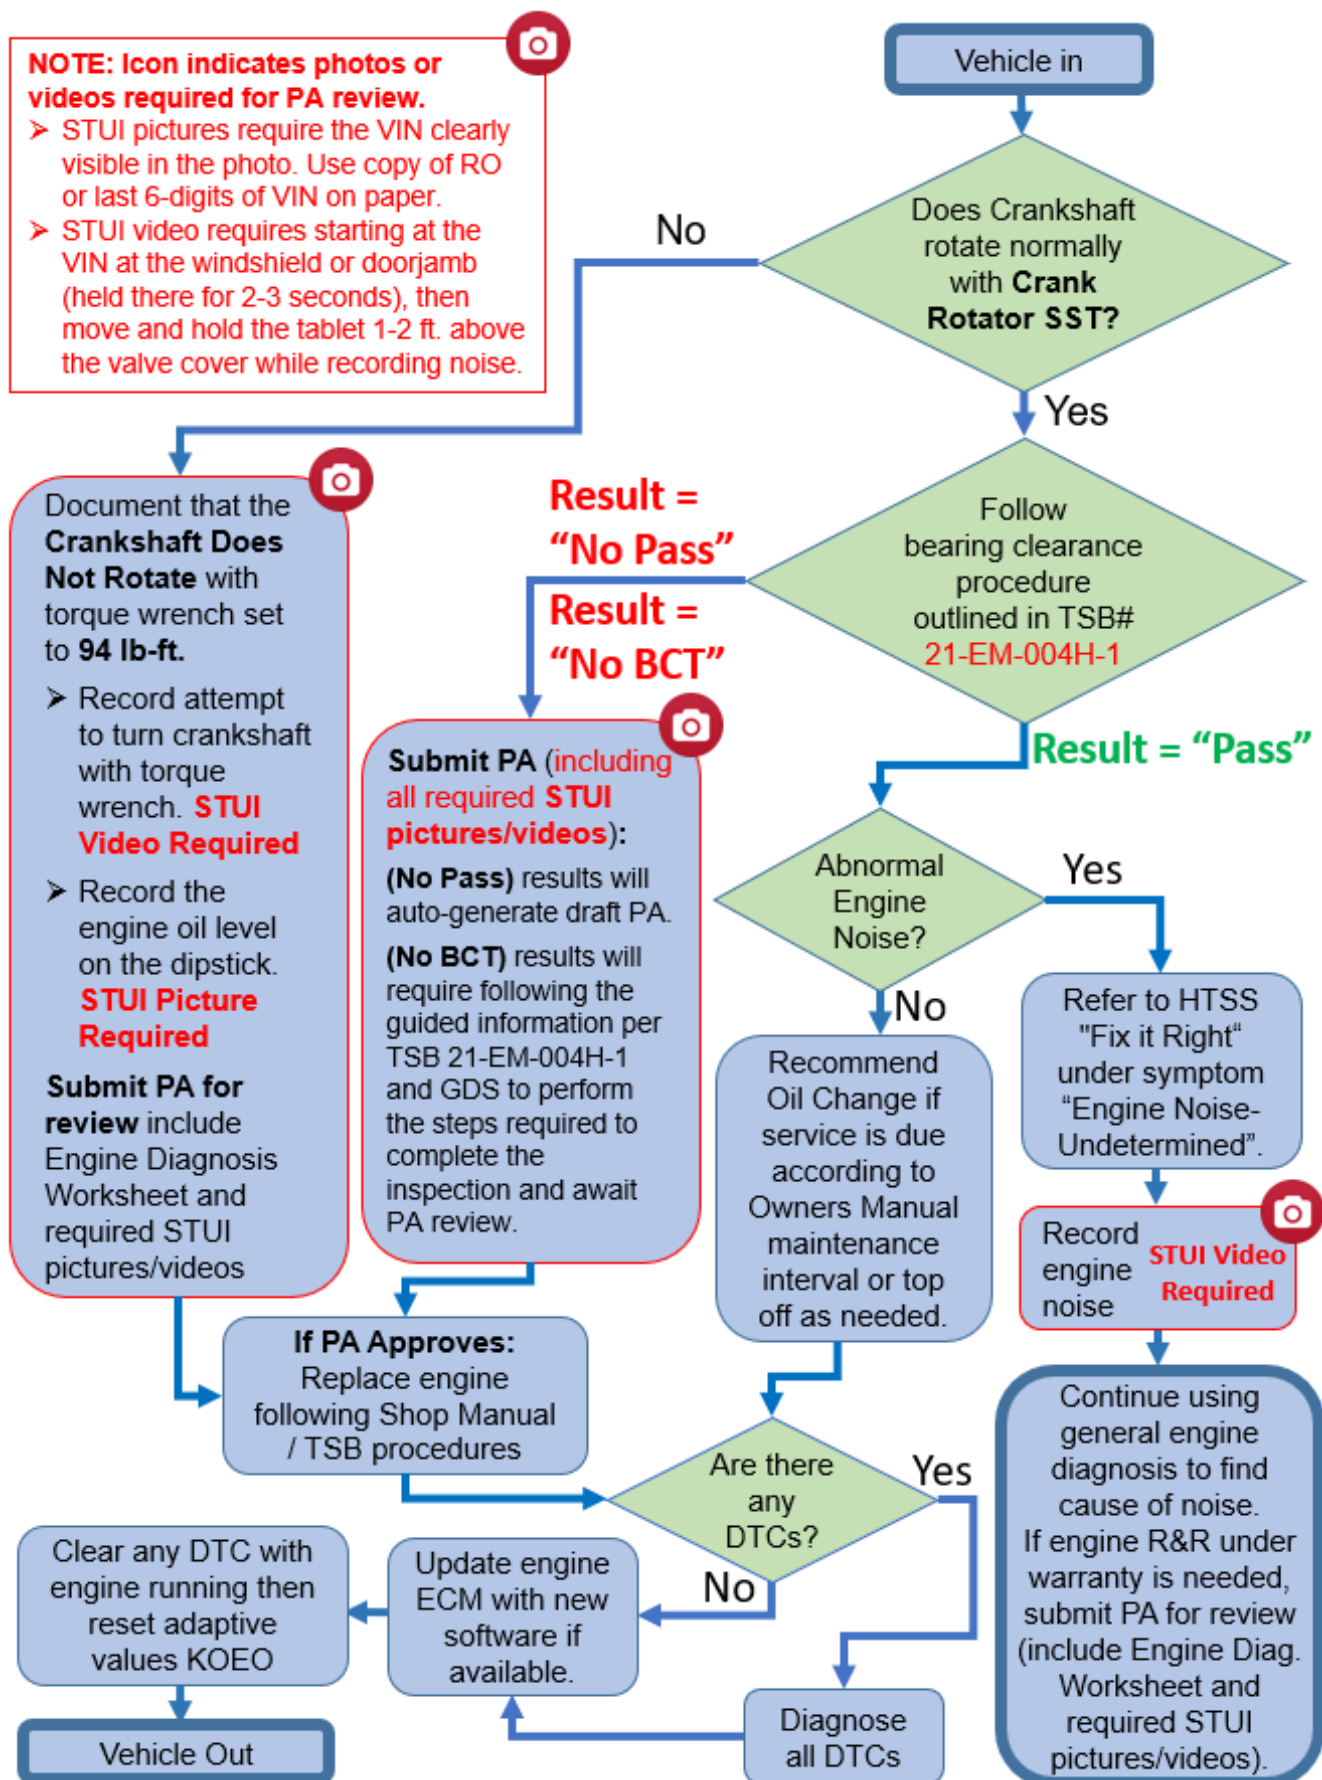 NOTE: Icon indicates photos or
videos required for PA review.
➢ STUI pictures require the VIN clearly
visible in the photo. Use copy of RO
or last 6-digits of VIN on paper.
➢ STUI video requires starting at the
VIN at the windshield or doorjamb
(held there for 2-3 seconds), then
move and hold the tablet 1-2 ft. above
the valve cover while recording noise.
Vehicle in
Does Crankshaft
rotate normally
with Crank
Rotator SST?
No
Yes
Document that the
Crankshaft Does
Not Rotate with
torque wrench set
to 94 lb-ft.
➢ Record attempt
to turn crankshaft
with torque
wrench. STUI
Video Required
➢ Record the
engine oil level
on the dipstick.
STUI Picture
Required
Submit PA for
review include
Engine Diagnosis
Worksheet and
required STUI
pictures/videos
Follow
bearing clearance
procedure
outlined in TSB#
21-EM-004H-1
Result =
“No Pass”
Result =
“No BCT”
Result = “Pass”
Submit PA (including
all required STUI
pictures/videos):
(No Pass) results will
auto-generate draft PA.
(No BCT) results will
require following the
guided information per
TSB 21-EM-004H-1
and GDS to perform
the steps required to
complete the
inspection and await
PA review.
Abnormal
Engine
Noise?
Yes
No
Refer to HTSS
"Fix it Right“
under symptom
“Engine Noise-
Undetermined”.
Record
engine
noise
STUI Video
Required
Continue using
general engine
diagnosis to find
cause of noise.
If engine R&R under
warranty is needed,
submit PA for review
(include Engine Diag.
Worksheet and
required STUI
pictures/videos).
Recommend
Oil Change if
service is due
according to
Owners Manual
maintenance
interval or top
off as needed.
If PA Approves:
Replace engine
following Shop Manual
/ TSB procedures
Are there
any
DTCs?
Yes
No
Diagnose
all DTCs
Update engine
ECM with new
software if
available.
Clear any DTC with
engine running then
reset adaptive
values KOEO
Vehicle Out